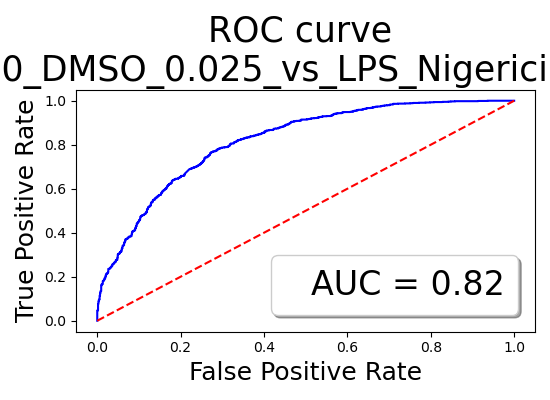 ROC curve
0_DMSO_0.025_vs_LPS_Nigerici
True Positive Rate
1.0
0.8
0.6
0.4
0.2
0.0
AUC = 0.82
0.0 0.2 0.4 0.6 0.8 1.0
False Positive Rate